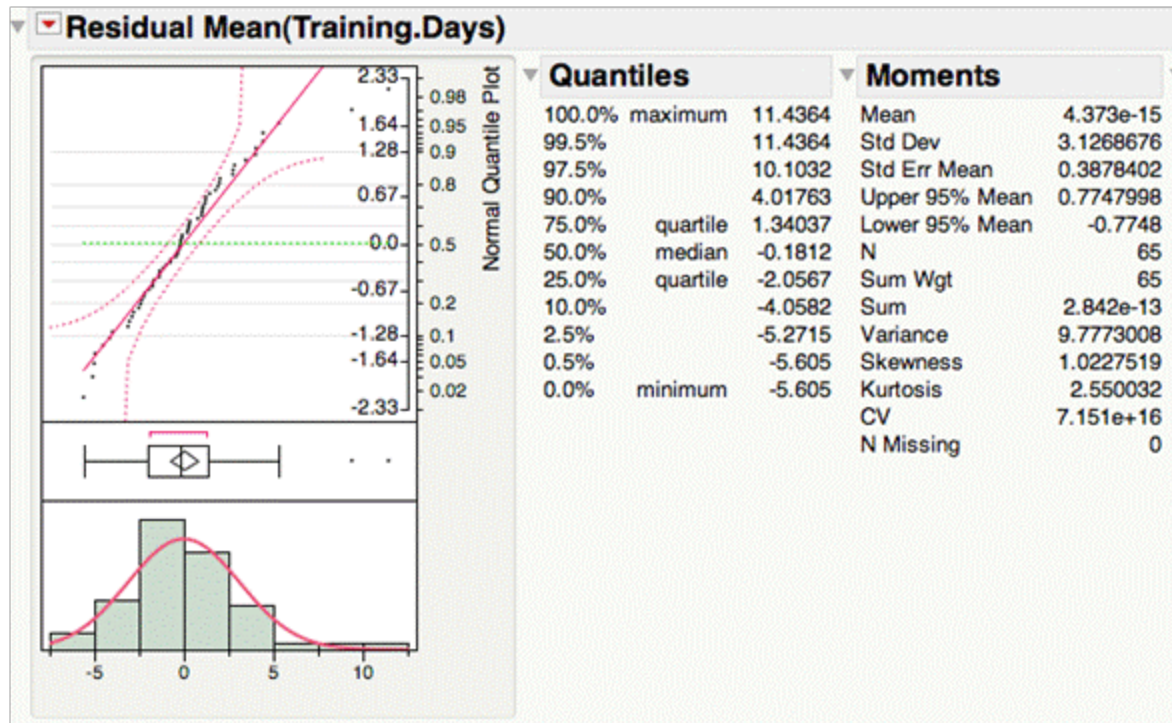 Residual Mean(Training.Days)
2.33
1.64
1.28
0.67
0.0
-0.67
-1.28
-1.64
-2.33
0.98
0.95
0.9
0.8
0.5
0.2
0.1
0.05
0.02
Normal Quantile Plot
-5 0 5 10
Quantiles
100.0% maximum 11.4364
99.5% 11.4364
97.5% 10.1032
90.0% 4.01763
75.0% quartile 1.34037
50.0% median -0.1812
25.0% quartile -2.0567
10.0% -4.0582
2.5% -5.2715
0.5% -5.605
0.0% minimum -5.605
Moments
Mean 4.373e-15
Std Dev 3.1268676
Std Err Mean 0.3878402
Upper 95% Mean 0.7747998
Lower 95% Mean -0.7748
N 65
Sum Wgt 65
Sum 2.842e-13
Variance 9.7773008
Skewness 1.0227519
Kurtosis 2.550032
CV 7.151e+16
N Missing 0